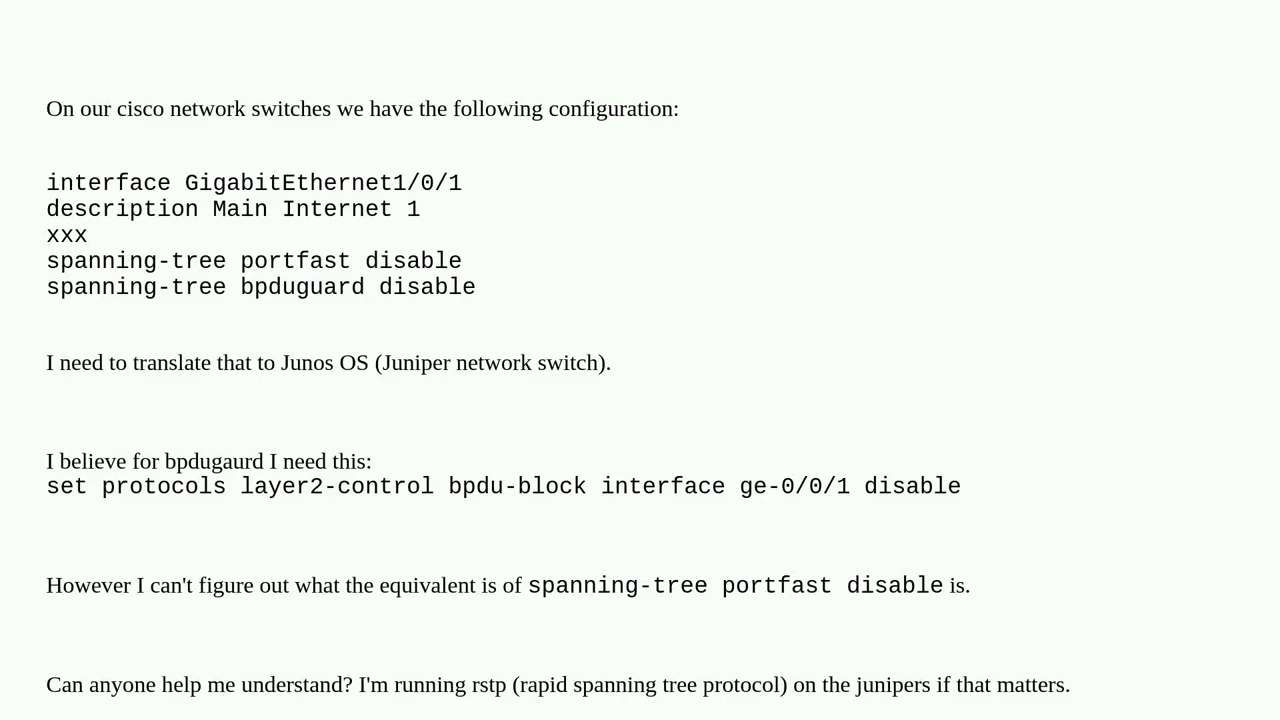 On our cisco network switches we have the following configuration:
interface GigabitEthernet1/0/1
description Main Internet 1
xxx
spanning-tree portfast disable
spanning-tree bpduguard disable
I need to translate that to Junos OS (Juniper network switch).
I believe for bpdugaurd I need this:
set protocols layer2-control bpdu-block interface ge-0/0/1 disable
However I can't figure out what the equivalent is of spanning-tree portfast disable is.
Can anyone help me understand? I'm running rstp (rapid spanning tree protocol) on the junipers if that matters.